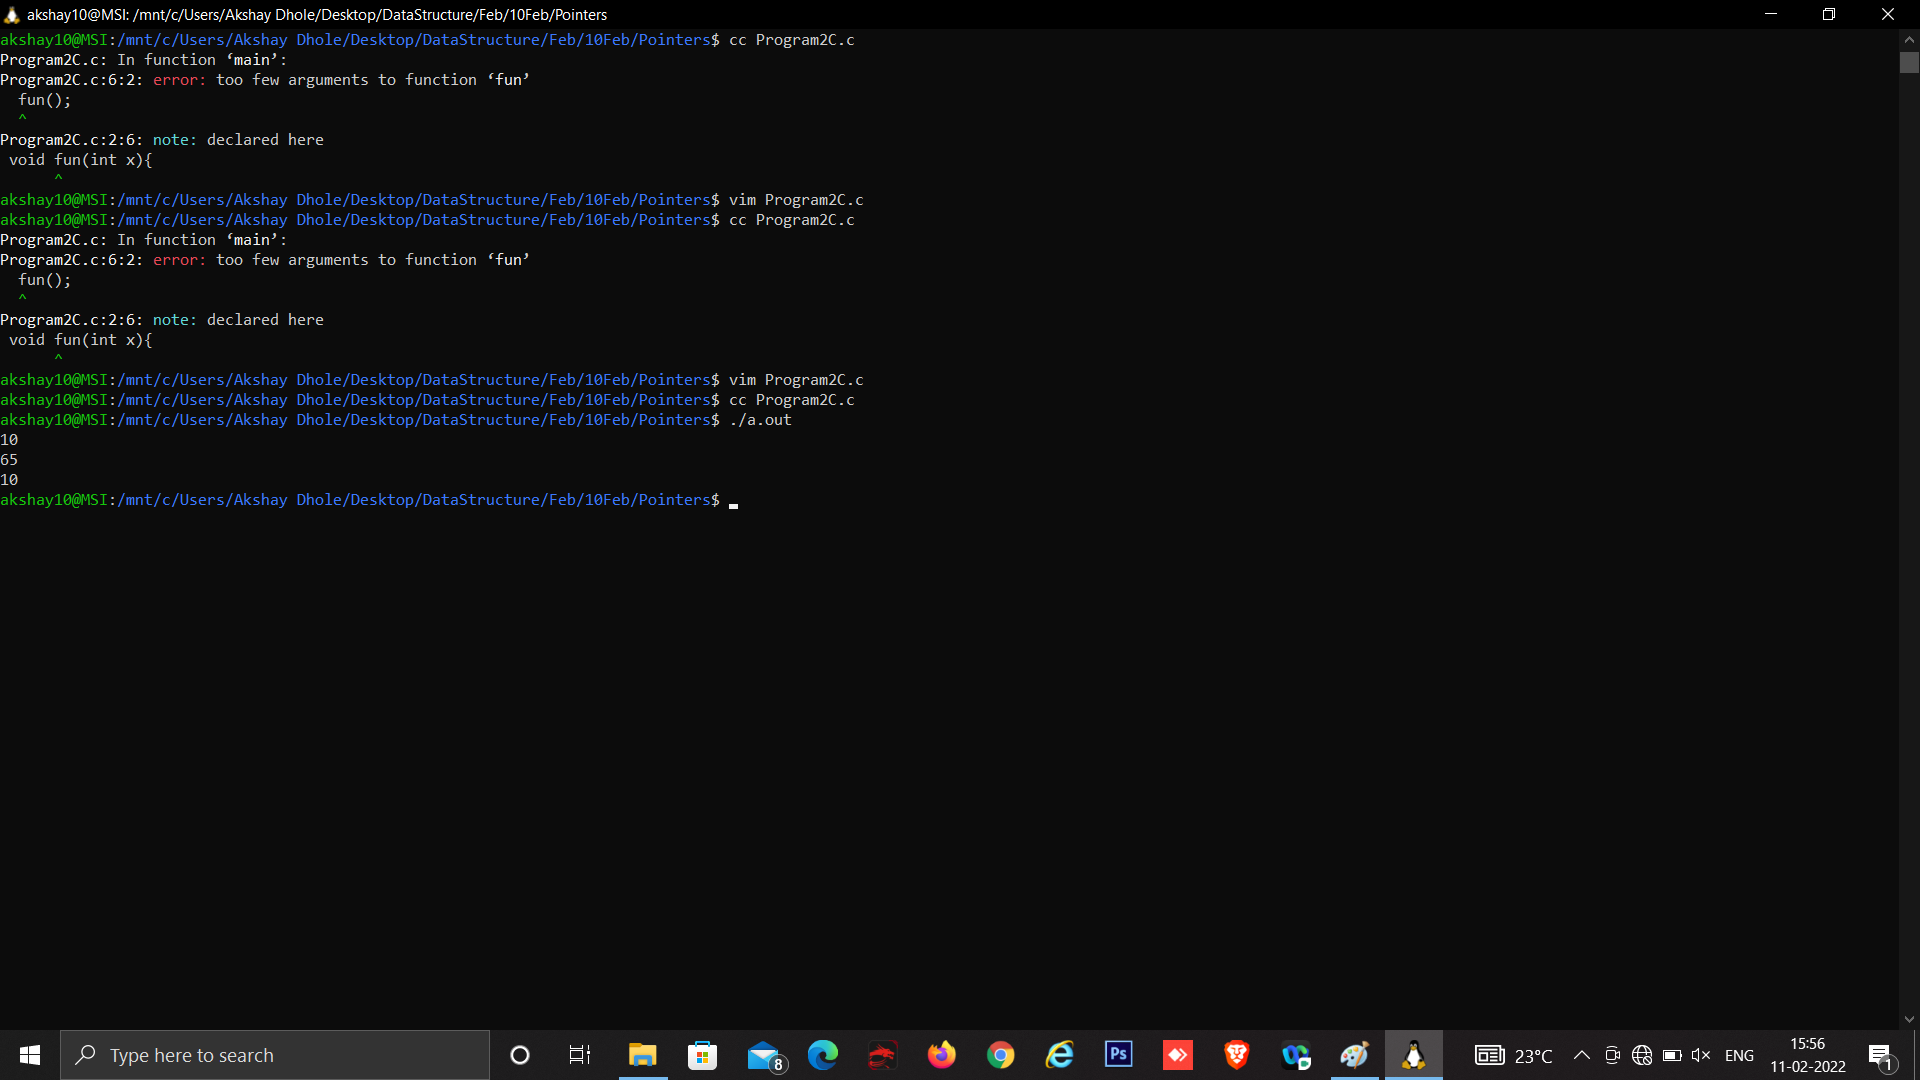 akshay10@MSI: /mnt/c/Users/Akshay Dhole/Desktop/DataStructure/Feb/10Feb/Pointers
akshay10@MSI:/mnt/c/Users/Akshay Dhole/Desktop/DataStructure/Feb/10Feb/Pointers$ cc Program2C.c
Program2C.c: In function ‘main’:
Program2C.c:6:2: error: too few arguments to function ‘fun’
  fun();
  ^
Program2C.c:2:6: note: declared here
 void fun(int x){
      ^
akshay10@MSI:/mnt/c/Users/Akshay Dhole/Desktop/DataStructure/Feb/10Feb/Pointers$ vim Program2C.c
akshay10@MSI:/mnt/c/Users/Akshay Dhole/Desktop/DataStructure/Feb/10Feb/Pointers$ cc Program2C.c
Program2C.c: In function ‘main’:
Program2C.c:6:2: error: too few arguments to function ‘fun’
  fun();
  ^
Program2C.c:2:6: note: declared here
 void fun(int x){
      ^
akshay10@MSI:/mnt/c/Users/Akshay Dhole/Desktop/DataStructure/Feb/10Feb/Pointers$ vim Program2C.c
akshay10@MSI:/mnt/c/Users/Akshay Dhole/Desktop/DataStructure/Feb/10Feb/Pointers$ cc Program2C.c
akshay10@MSI:/mnt/c/Users/Akshay Dhole/Desktop/DataStructure/Feb/10Feb/Pointers$ ./a.out
10
65
10
akshay10@MSI:/mnt/c/Users/Akshay Dhole/Desktop/DataStructure/Feb/10Feb/Pointers$
Type here to search
8
Ps
23°C
ENG
15:56
11-02-2022
1